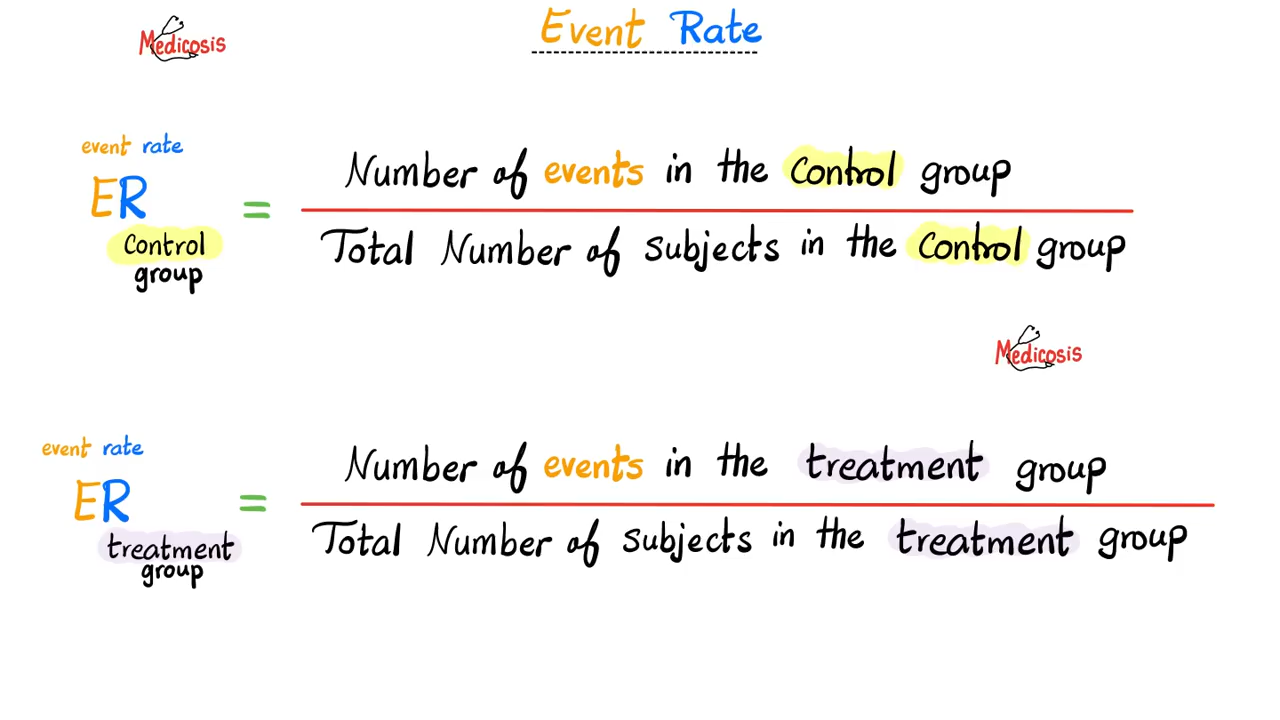 Event Rate
Medicosis
event rate
ER
Control
group
=
Number of events in the Control group
Total Number of subjects in the Control group
Medicosis
event rate
ER
treatment
group
=
Number of events in the treatment group
Total Number of subjects in the treatment group